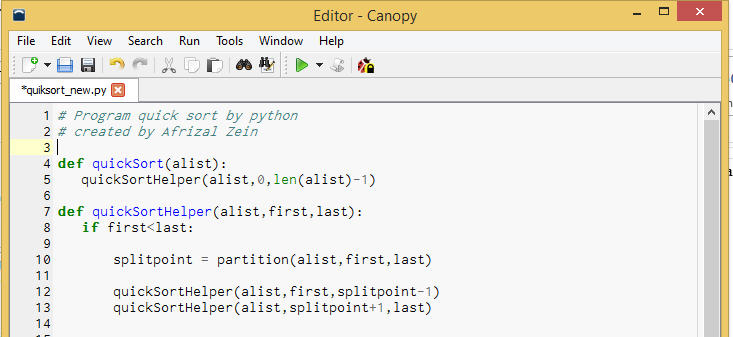 Editor - Canopy
File Edit View Search Run Tools Window Help
*quiksort_new.py
1 # Program quick sort by python
2 # created by Afrizal Zein
3
4 def quickSort(alist):
5 quickSortHelper(alist,0,len(alist)-1)
6
7 def quickSortHelper(alist,first,last):
8 if first<last:
9
10 splitpoint = partition(alist,first,last)
11
12 quickSortHelper(alist,first,splitpoint-1)
13 quickSortHelper(alist,splitpoint+1,last)
14